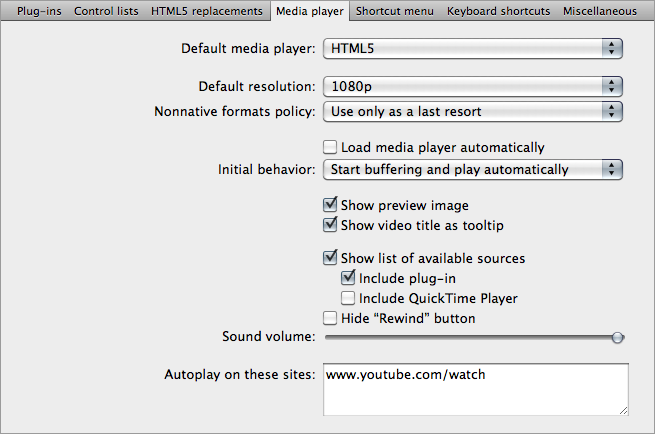 Plug-ins Control lists HTML5 replacements Media player Shortcut menu Keyboard shortcuts Miscellaneous
Default media player: HTML5
Default resolution: 1080p
Nonnative formats policy: Use only as a last resort
Load media player automatically
Initial behavior: Start buffering and play automatically
Show preview image
Show video title as tooltip
Show list of available sources
Include plug-in
Include QuickTime Player
Hide “Rewind” button
Sound volume:
Autoplay on these sites: www.youtube.com/watch